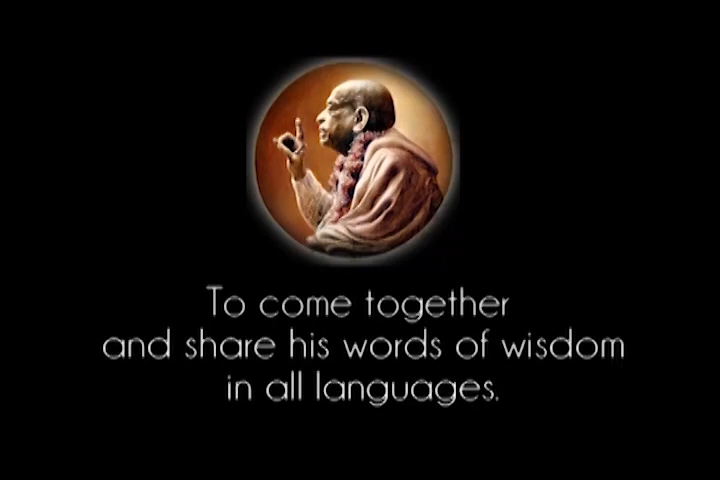 To come together
and share his words of wisdom
in all languages.